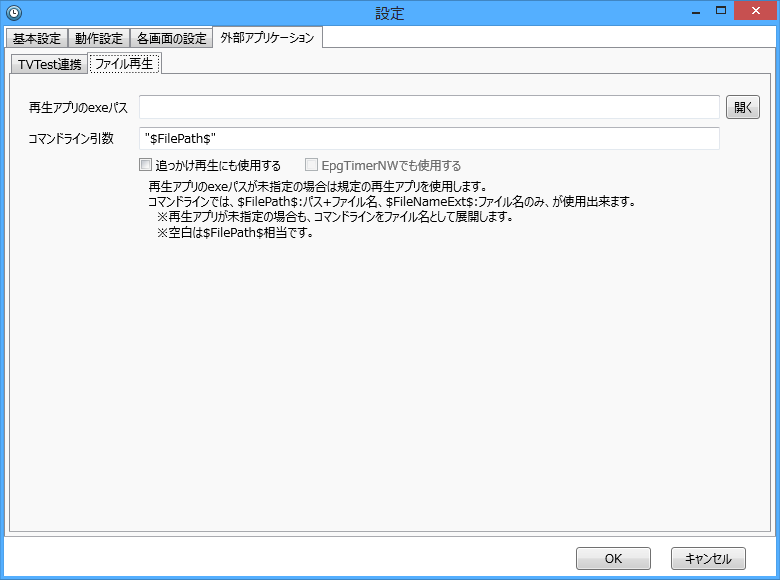 設定
基本設定 動作設定 各画面の設定 外部アプリケーション
TVTest連携 ファイル再生
再生アプリのexeパス 開く
コマンドライン引数 "$FilePath$"
追っかけ再生にも使用する EpgTimerNWでも使用する
再生アプリのexeパスが未指定の場合は規定の再生アプリを使用します。
コマンドラインでは、$FilePath$:パス+ファイル名、$FileNameExt$:ファイル名のみ、が使用出来ます。
※再生アプリが未指定の場合も、コマンドラインをファイル名として展開します。
※空白は$FilePath$相当です。
OK キャンセル